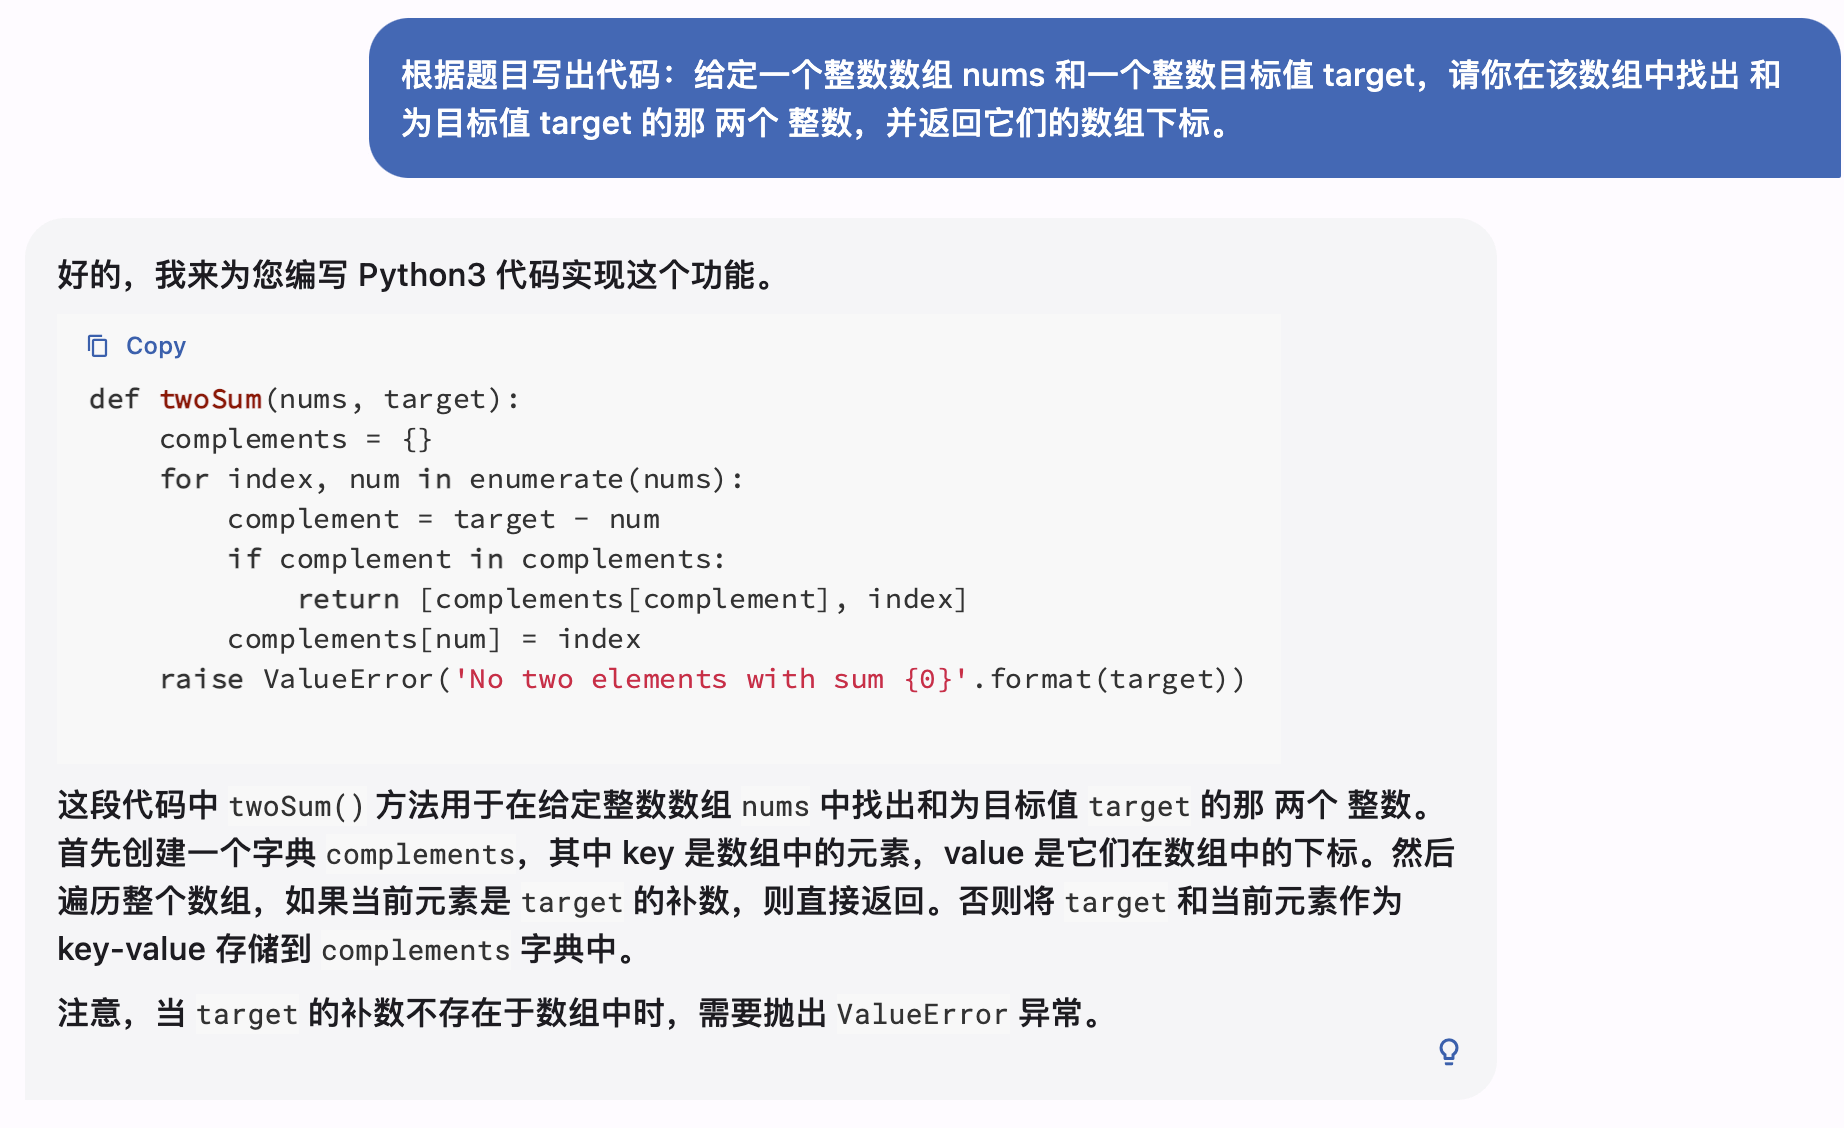 根据题目写出代码：给定一个整数数组 nums 和一个整数目标值 target，请你在该数组中找出 和
为目标值 target 的那 两个 整数，并返回它们的数组下标。
好的，我来为您编写 Python3 代码实现这个功能。
Copy
def twoSum(nums, target):
    complements = {}
    for index, num in enumerate(nums):
        complement = target - num
        if complement in complements:
            return [complements[complement], index]
        complements[num] = index
    raise ValueError('No two elements with sum {0}'.format(target))
这段代码中 twoSum() 方法用于在给定整数数组 nums 中找出和为目标值 target 的那 两个 整数。
首先创建一个字典 complements，其中 key 是数组中的元素，value 是它们在数组中的下标。然后
遍历整个数组，如果当前元素是 target 的补数，则直接返回。否则将 target 和当前元素作为
key-value 存储到 complements 字典中。
注意，当 target 的补数不存在于数组中时，需要抛出 ValueError 异常。